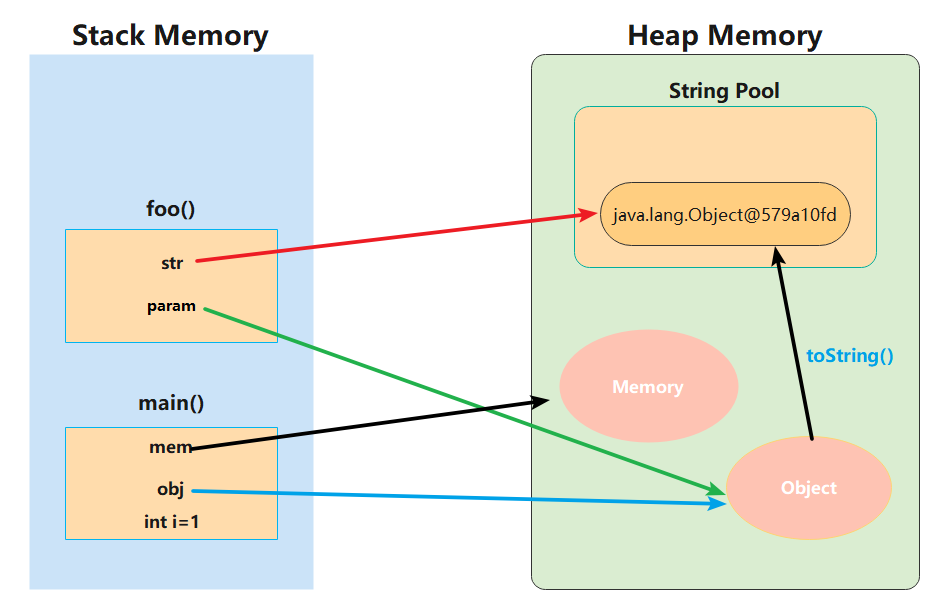 Stack Memory
foo()
str
param
main()
mem
obj
int i=1
Heap Memory
String Pool
java.lang.Object@579a10fd
toString()
Memory
Object